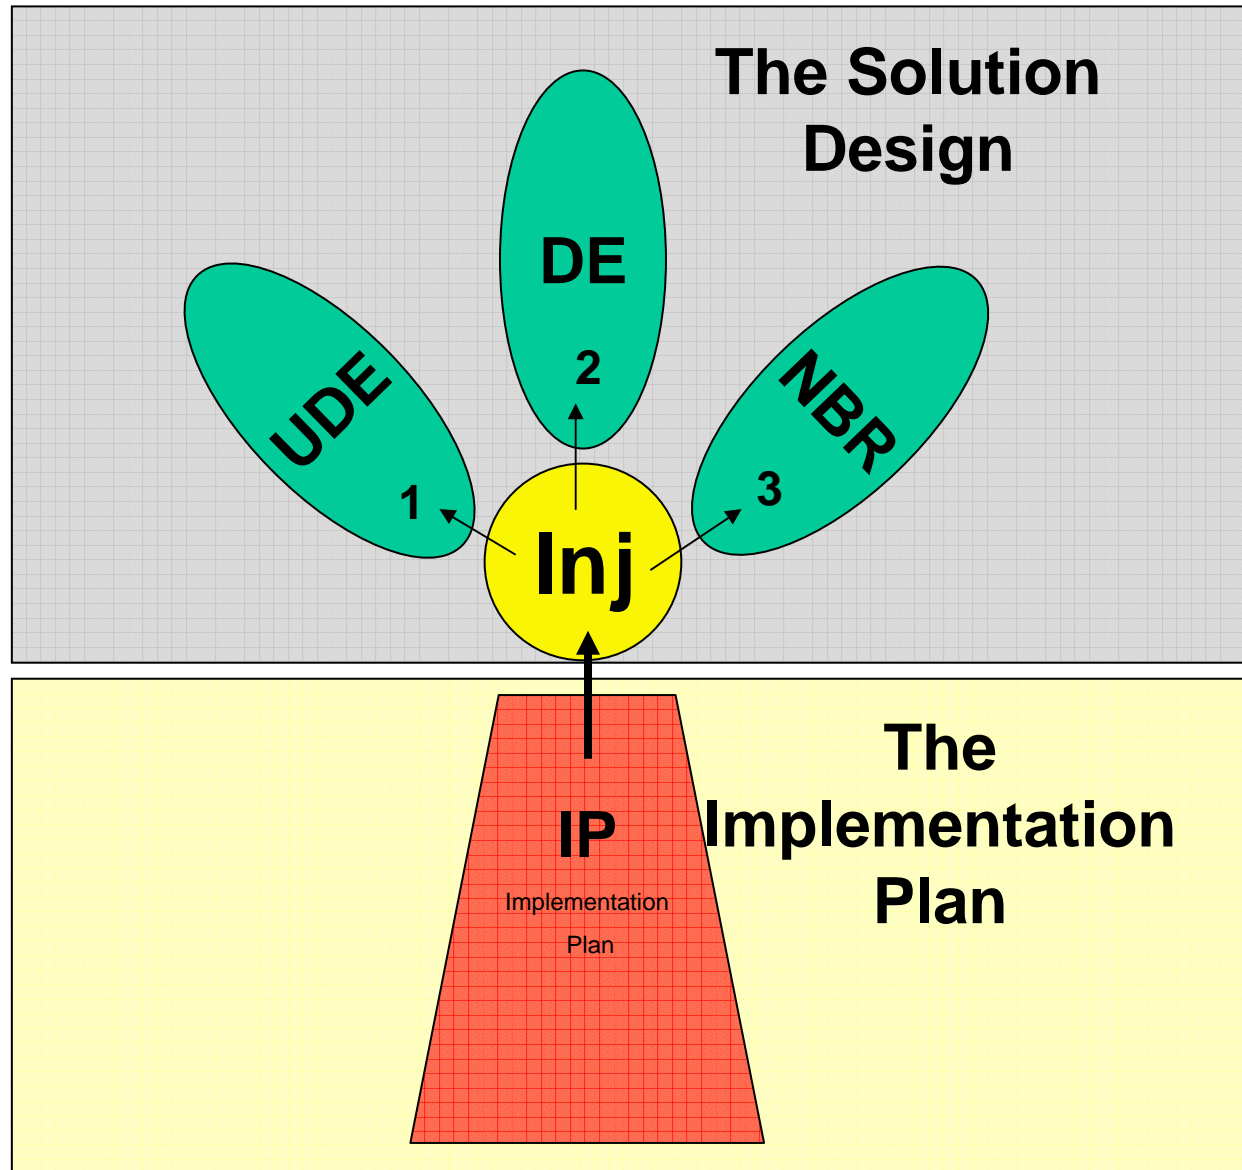 The Solution
Design
DE
2
UDE
1
NBR
3
Inj
The
Implementation
Plan
IP
Implementation
Plan